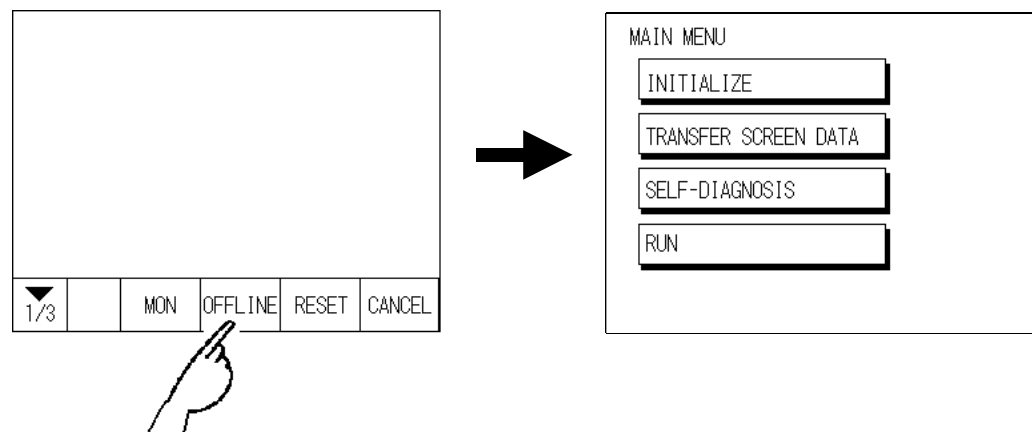 1/3 MON OFFLINE RESET CANCEL
MAIN MENU
INITIALIZE
TRANSFER SCREEN DATA
SELF-DIAGNOSIS
RUN